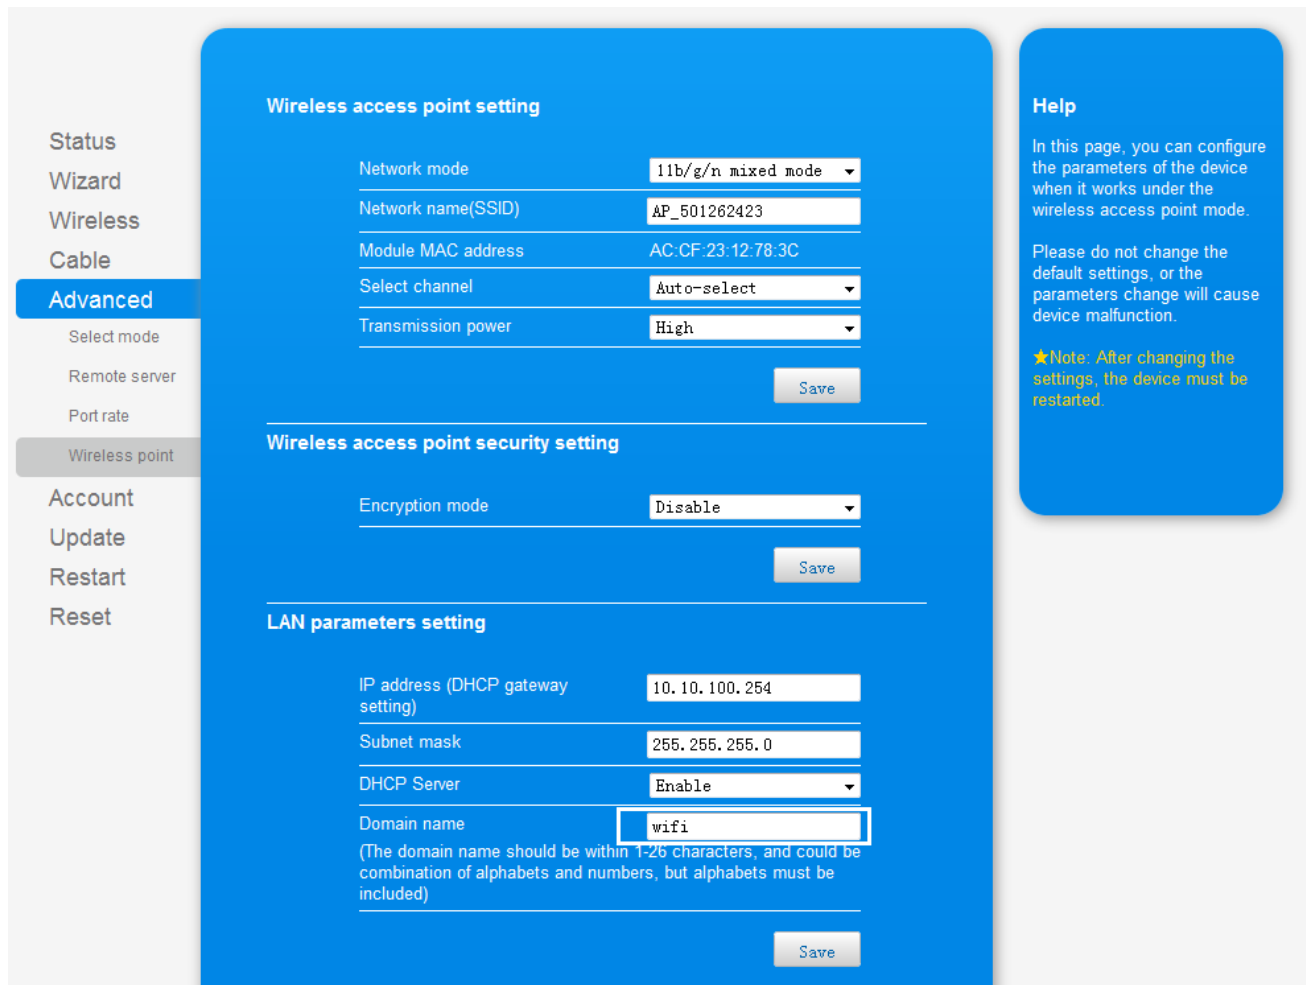 Status
Wizard
Wireless
Cable
Advanced
Select mode
Remote server
Port rate
Wireless point
Account
Update
Restart
Reset
Wireless access point setting
Network mode 11b/g/n mixed mode
Network name(SSID) AP_501262423
Module MAC address AC:CF:23:12:78:3C
Select channel Auto-select
Transmission power High
Save
Wireless access point security setting
Encryption mode Disable
Save
LAN parameters setting
IP address (DHCP gateway
setting) 10.10.100.254
Subnet mask 255.255.255.0
DHCP Server Enable
Domain name wifi
(The domain name should be within 1-26 characters, and could be
combination of alphabets and numbers, but alphabets must be
included)
Save
Help
In this page, you can configure
the parameters of the device
when it works under the
wireless access point mode.
Please do not change the
default settings, or the
parameters change will cause
device malfunction.
★Note: After changing the
settings, the device must be
restarted.